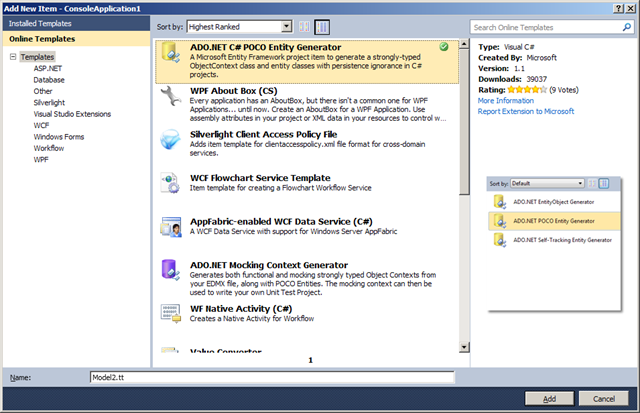 Add New Item - ConsoleApplication1
Installed Templates
Online Templates
Templates
ASP.NET
Database
Other
Silverlight
Visual Studio Extensions
WCF
Windows Forms
Workflow
WPF
Sort by: Highest Ranked
ADO.NET C# POCO Entity Generator
A Microsoft Entity Framework project item to generate a strongly-typed
ObjectContext class and entity classes with persistence ignorance in C#
projects.
WPF About Box (CS)
Every application has an AboutBox, but there isn't a common one for WPF
Applications... until now. Create an AboutBox for a WPF Application. Use
assembly attributes in your project or XML data in your resources to control w...
Silverlight Client Access Policy File
Adds item template for clientaccesspolicy.xml file format for cross-domain
services.
WCF Flowchart Service Template
Item template for creating a Flowchart Workflow Service
AppFabric-enabled WCF Data Service (C#)
A WCF Data Service with support for Windows Server AppFabric
ADO.NET Mocking Context Generator
Generates both functional and mocking strongly typed Object Contexts from
your EDMX file, along with POCO Entities. The mocking context can then be
used to write your own Unit Test Project.
WF Native Activity (C#)
Creates a Native Activity for Workflow
Value Converter
1
Search Online Templates
Type: Visual C#
Created By: Microsoft
Version: 1.1
Downloads: 39037
Rating: (9 Votes)
More Information
Report Extension to Microsoft
Sort by: Default
ADO.NET EntityObject Generator
ADO.NET POCO Entity Generator
ADO.NET Self-Tracking Entity Generator
Name: Model2.tt
Add
Cancel